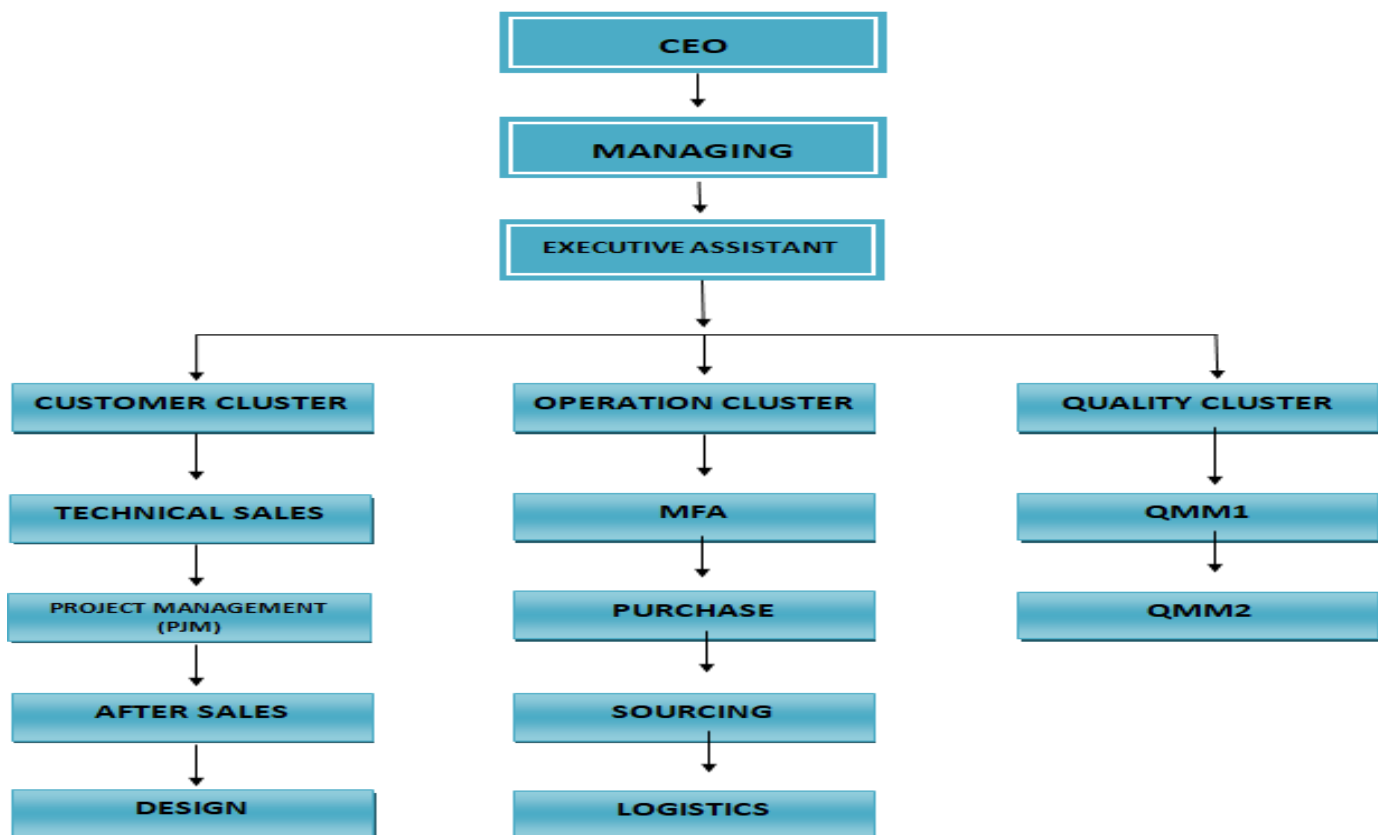 CEO
MANAGING
EXECUTIVE ASSISTANT
CUSTOMER CLUSTER
OPERATION CLUSTER
QUALITY CLUSTER
TECHNICAL SALES
MFA
QMM1
PROJECT MANAGEMENT
(PJM)
PURCHASE
QMM2
AFTER SALES
SOURCING
DESIGN
LOGISTICS